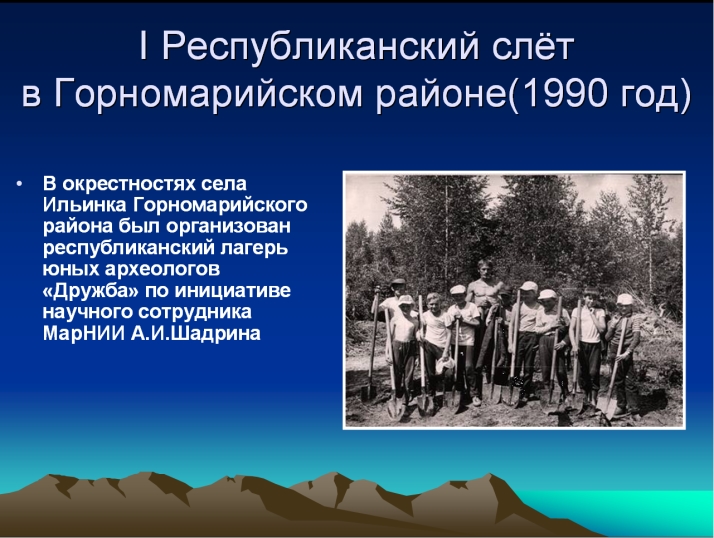 I Республиканский слёт
в Горномарийском районе(1990 год)
• В окрестностях села
Ильинка Горномарийского
района был организован
республиканский лагерь
юных археологов
«Дружба» по инициативе
научного сотрудника
МарНИИ А.И.Шадрина